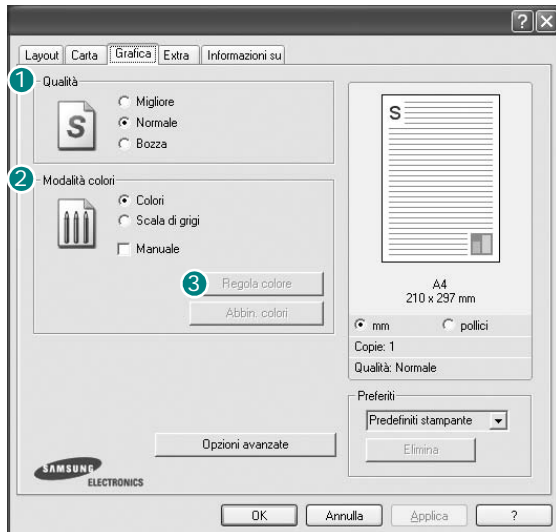 ? X
Layout Carta Grafica Extra Informazioni su
1 Qualità
S
Migliore
Normale
Bozza
2 Modalità colori
Colori
Scala di grigi
Manuale
3 Regola colore
Abbin. colori
Opzioni avanzate
SAMSUNG
ELECTRONICS
S
A4
210 x 297 mm
mm pollici
Copie: 1
Qualità: Normale
Preferiti
Predefiniti stampante
Elimina
OK Annulla Applica ?